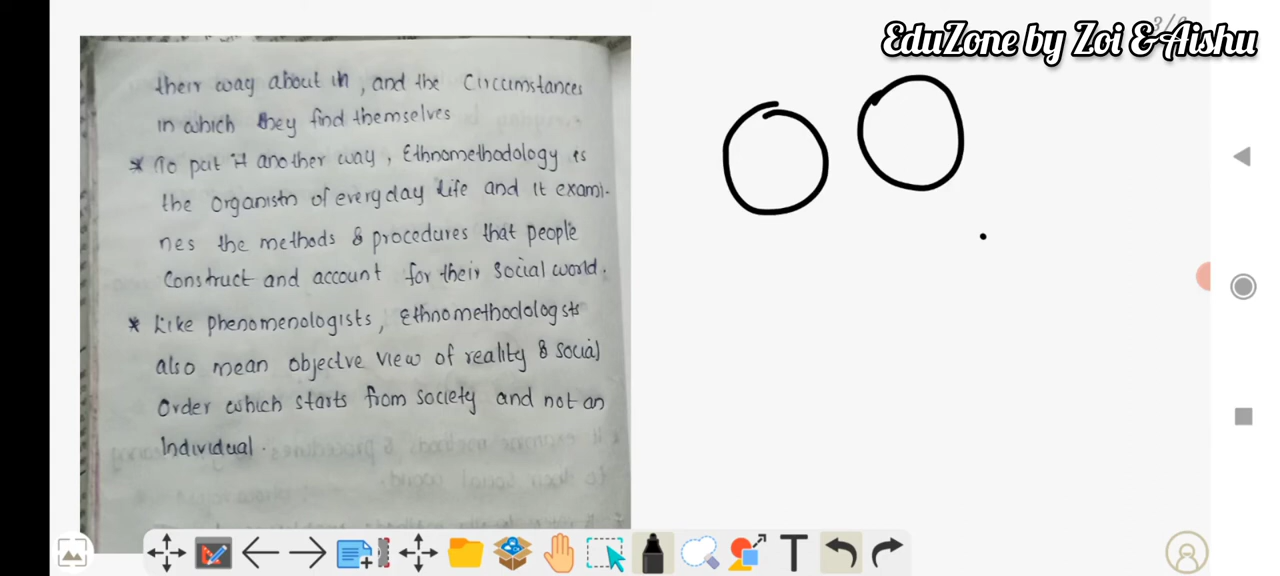 EduZone by Zoi & Aishu
their way about in, and the Circumstances
in which they find themselves
* To put it another way, Ethnomethodology is
the organistn of everyday life and it exami-
nes the methods & procedures that people
Construct and account for their social world.
* Like phenomenologists, Ethnomethodologsts
also mean objective view of reality & social
Order which starts from society and not an
Individual.